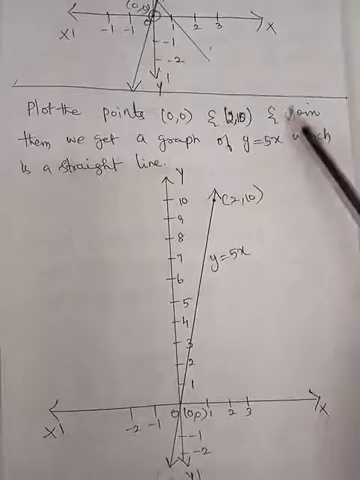 (0,0)
X' -1 -1 0 1 2 3 X
-1
-2
Y'
Plot the points (0,0) & (2,10) & join
them we get a graph of y=5x which
is a straight line.
Y
10 (2,10)
9
8
7 y=5x
6
5
4
3
2
1
X' -2 -1 0 (0,0) 1 2 3 X
-1
-2
Y'